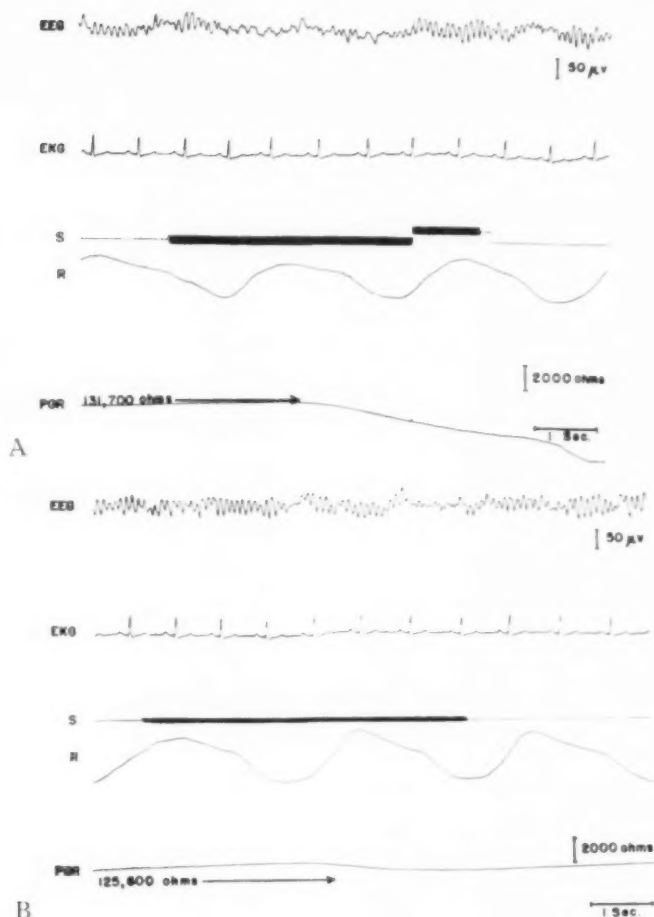 EEG
50 μv
EKG
S
R
2000 ohms
PGR 131,700 ohms
1 Sec.
A
EEG
50 μv
EKG
S
R
2000 ohms
PGR
125,800 ohms
1 Sec.
B